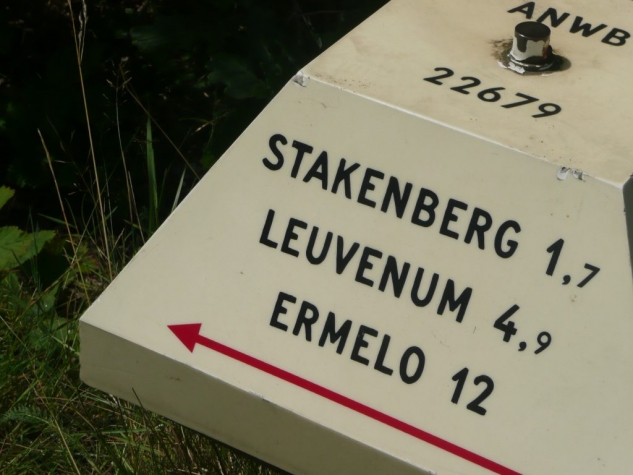 ANWB
22679
STAKENBERG 1,7
LEUVENUM 4,9
ERMELO 12